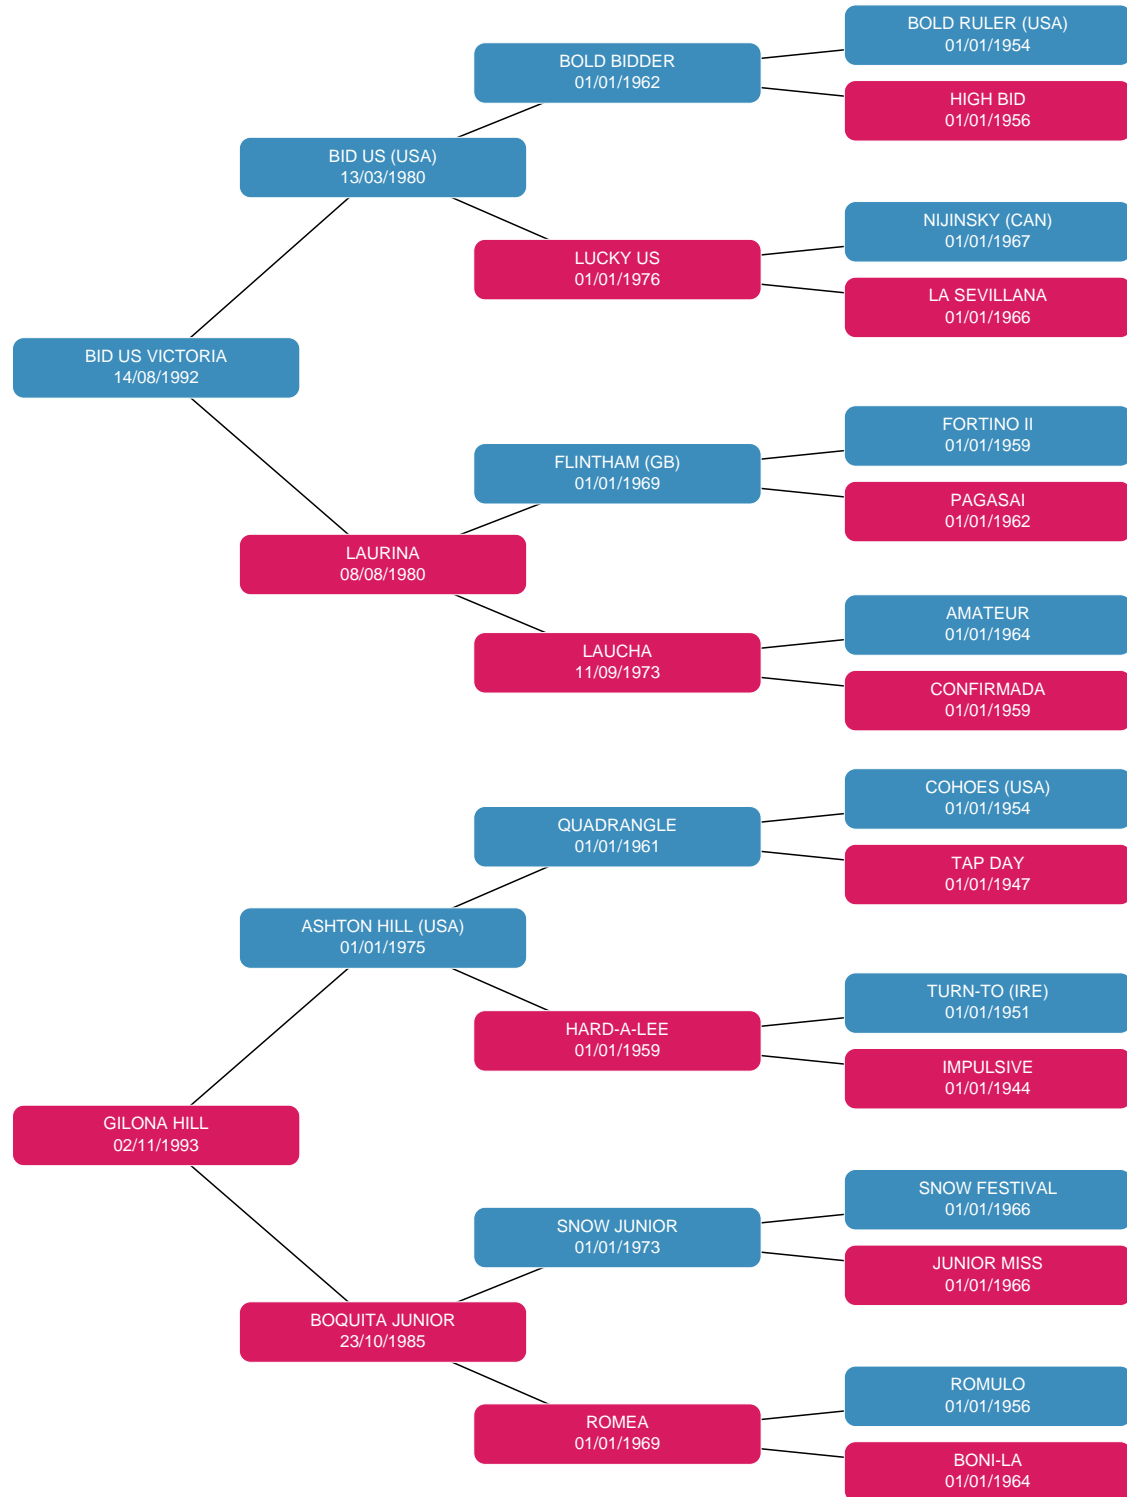 BOLD RULER (USA)
01/01/1954
BOLD BIDDER
01/01/1962
HIGH BID
01/01/1956
BID US (USA)
13/03/1980
NIJINSKY (CAN)
01/01/1967
LUCKY US
01/01/1976
LA SEVILLANA
01/01/1966
BID US VICTORIA
14/08/1992
FORTINO II
01/01/1959
FLINTHAM (GB)
01/01/1969
PAGASAI
01/01/1962
LAURINA
08/08/1980
AMATEUR
01/01/1964
LAUCHA
11/09/1973
CONFIRMADA
01/01/1959
COHOES (USA)
01/01/1954
QUADRANGLE
01/01/1961
TAP DAY
01/01/1947
ASHTON HILL (USA)
01/01/1975
TURN-TO (IRE)
01/01/1951
HARD-A-LEE
01/01/1959
IMPULSIVE
01/01/1944
GILONA HILL
02/11/1993
SNOW FESTIVAL
01/01/1966
SNOW JUNIOR
01/01/1973
JUNIOR MISS
01/01/1966
BOQUITA JUNIOR
23/10/1985
ROMULO
01/01/1956
ROMEA
01/01/1969
BONI-LA
01/01/1964